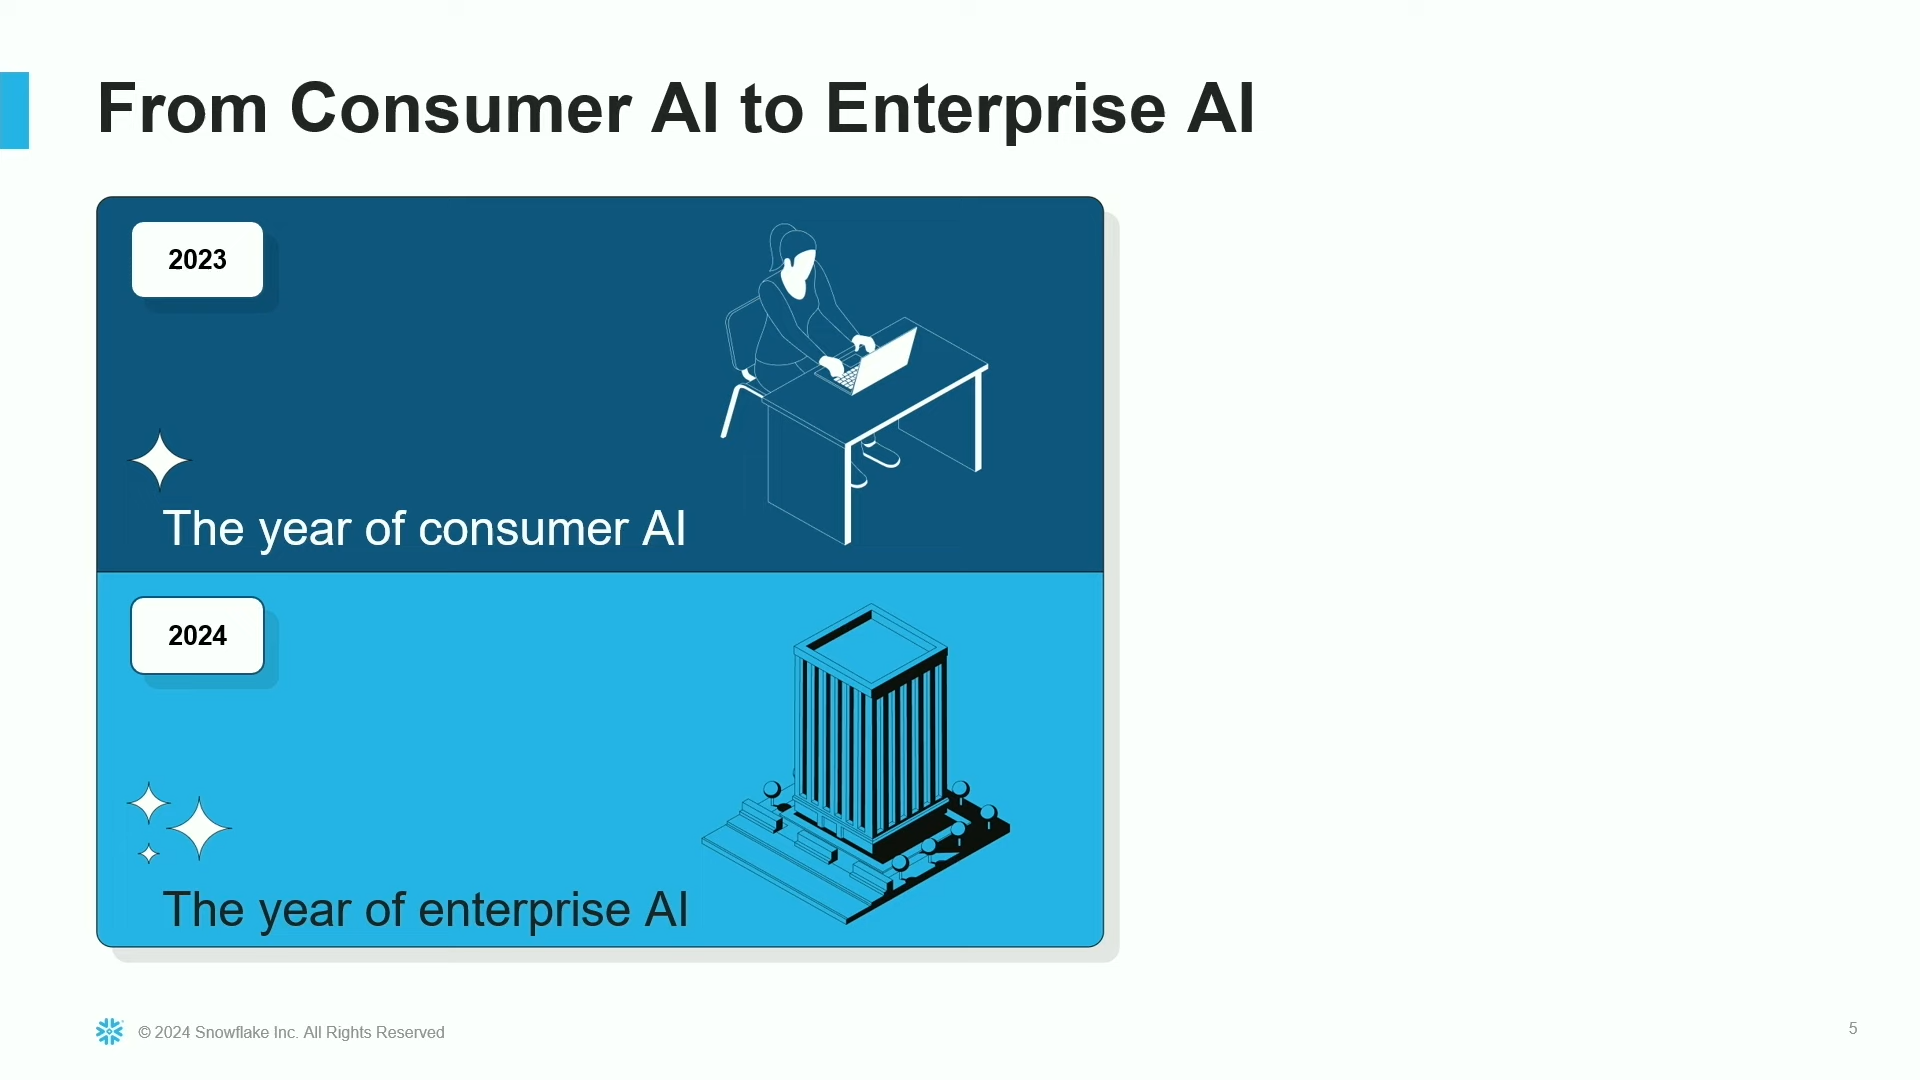 From Consumer AI to Enterprise AI
2023
The year of consumer AI
2024
The year of enterprise AI
© 2024 Snowflake Inc. All Rights Reserved
5